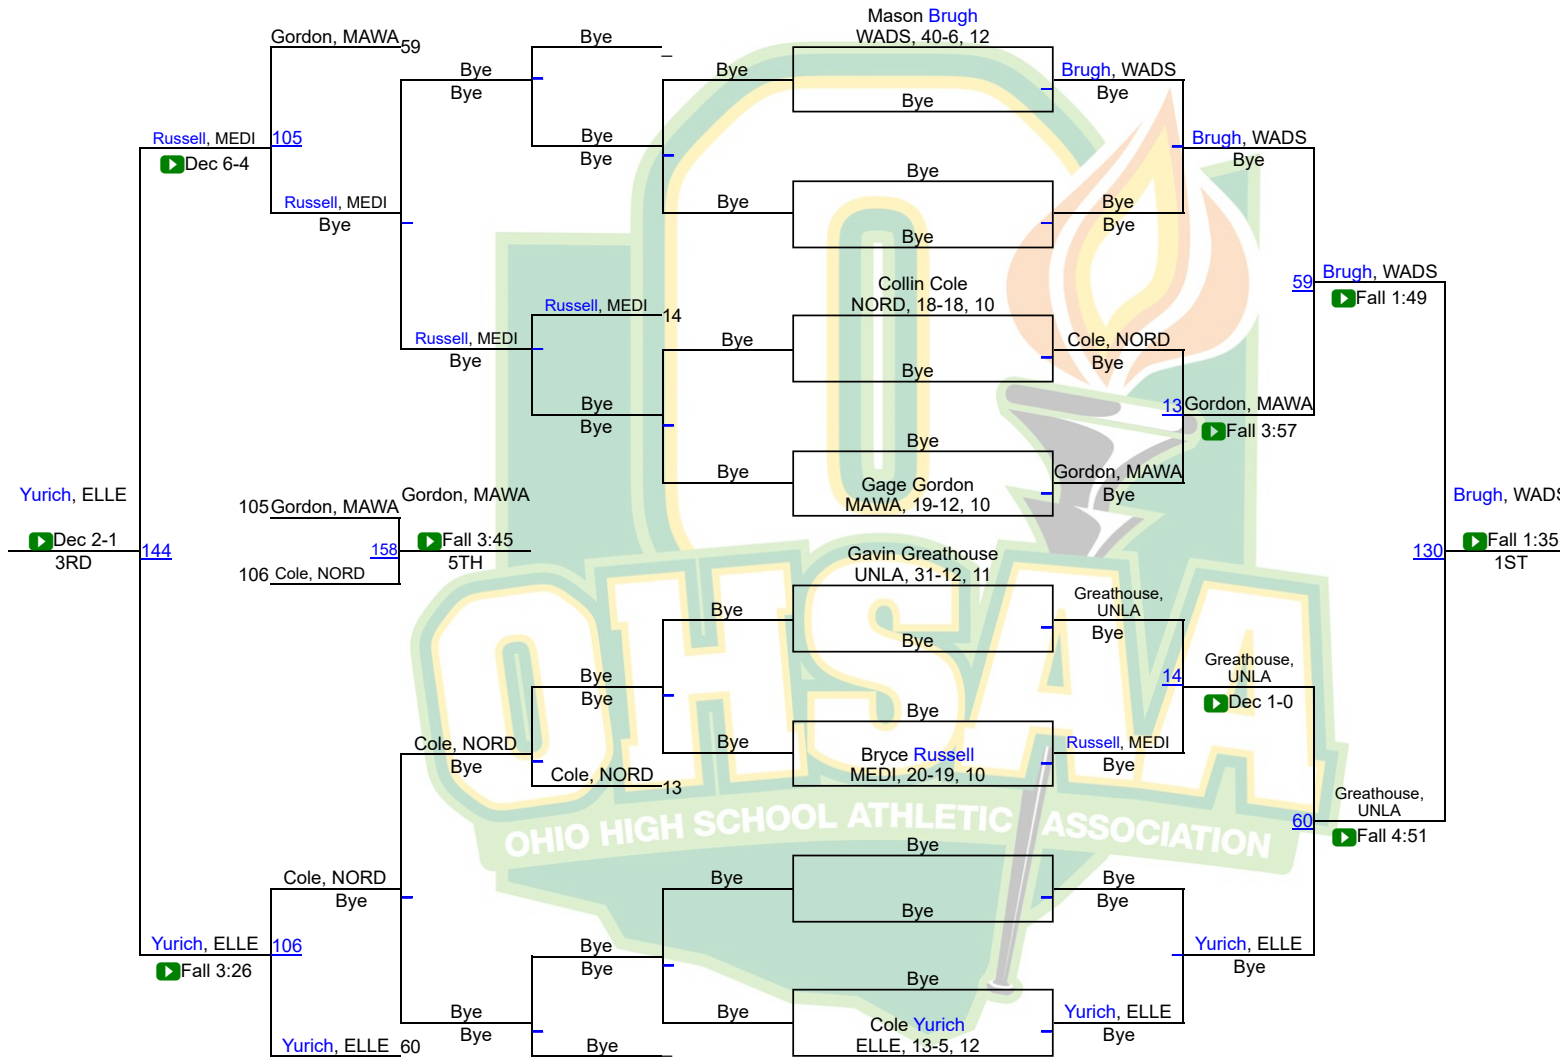 Mason Brugh
WADS, 40-6, 12
Gordon, MAWA 59
Bye _
Bye
Bye
Brugh, WADS
Bye
Bye
Bye
Russell, MEDI 105
Dec 6-4
Bye
Bye
Brugh, WADS
Bye
Bye
Russell, MEDI
Bye
Bye
Bye
Bye
Bye
Collin Cole
NORD, 18-18, 10
59 Brugh, WADS
Fall 1:49
Russell, MEDI 14
Russell, MEDI
Bye
Bye
Cole, NORD
Bye
Bye
Bye
Bye
13 Gordon, MAWA
Fall 3:57
Bye
Bye
Gage Gordon
MAWA, 19-12, 10
Gordon, MAWA
Bye
Yurich, ELLE
Dec 2-1
3RD
144
105 Gordon, MAWA
Gordon, MAWA
158
Fall 3:45
5TH
106 Cole, NORD
Brugh, WADS
130
Fall 1:35
1ST
Gavin Greathouse
UNLA, 31-12, 11
Bye
Bye
Greathouse,
UNLA
Bye
Bye
Bye
14
Greathouse,
UNLA
Dec 1-0
OHSAA
Bye
Bye
Bryce Russell
MEDI, 20-19, 10
Russell, MEDI
Bye
Cole, NORD
Bye
Cole, NORD 13
60
Greathouse,
UNLA
Fall 4:51
OHIO HIGH SCHOOL ATHLETIC ASSOCIATION
Bye
Bye
Bye
Bye
Bye
Cole, NORD
Bye
Yurich, ELLE 106
Fall 3:26
Bye
Bye
Yurich, ELLE
Bye
Bye
Bye
Bye
Bye
Cole Yurich
ELLE, 13-5, 12
Yurich, ELLE
Bye
Yurich, ELLE 60
Bye _